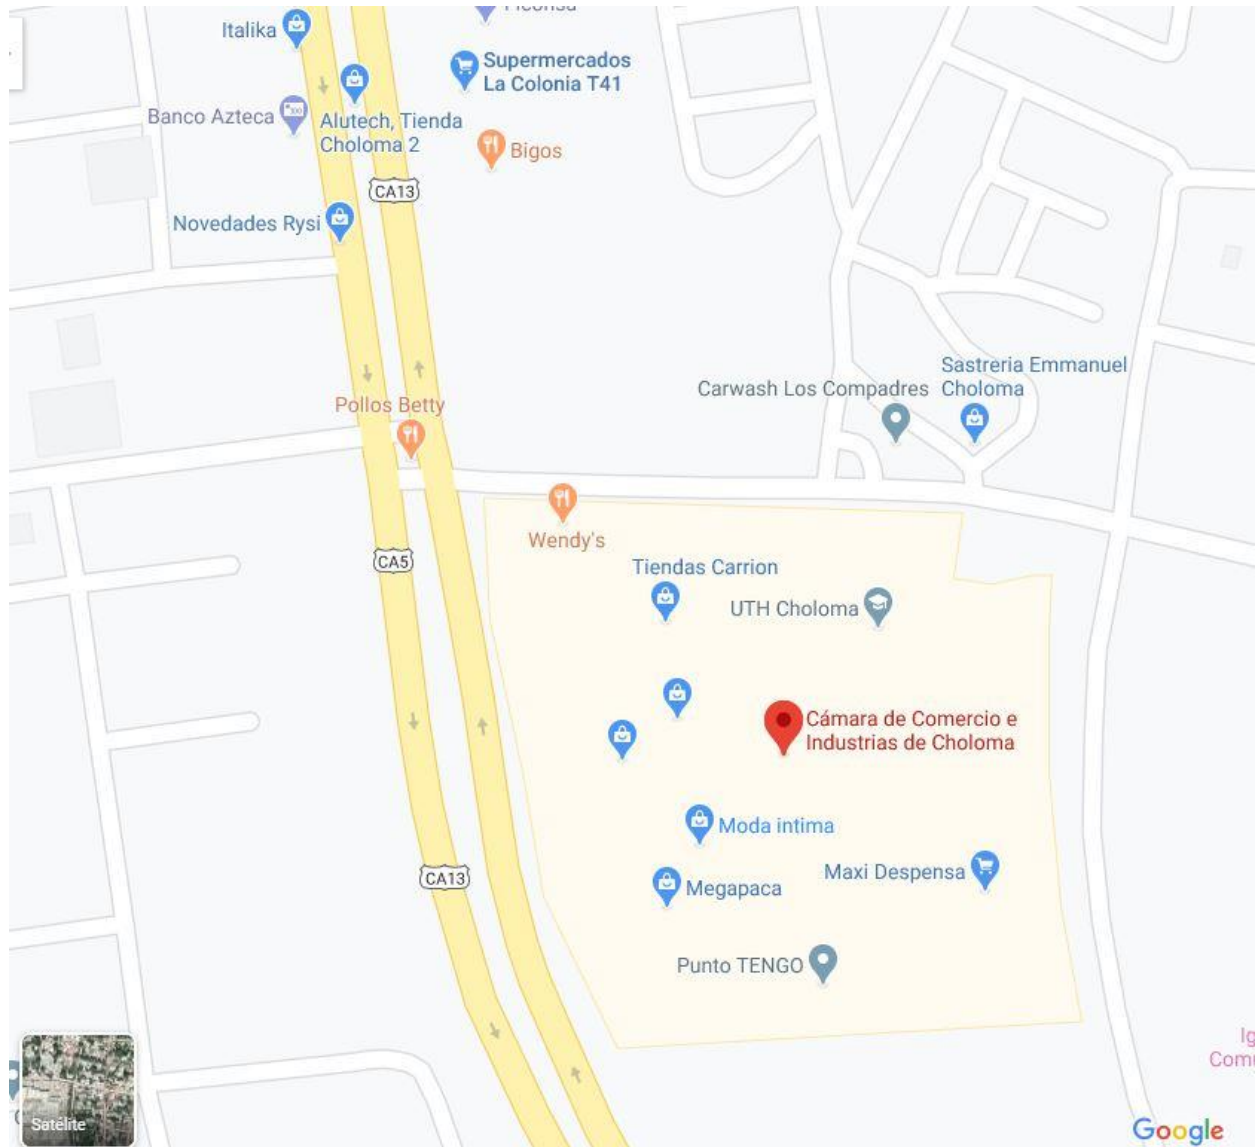 Italika
Supermercados
La Colonia T41
Banco Azteca
Alutech, Tienda
Choloma 2
Bigos
CA13
Novedades Rysi
Sastreria Emmanuel
Choloma
Carwash Los Compadres
Pollos Betty
Wendy's
CA5
Tiendas Carrion
UTH Choloma
Cámara de Comercio e
Industrias de Choloma
Moda intima
CA13
Maxi Despensa
Megapaca
Punto TENGO
Satélite
Google